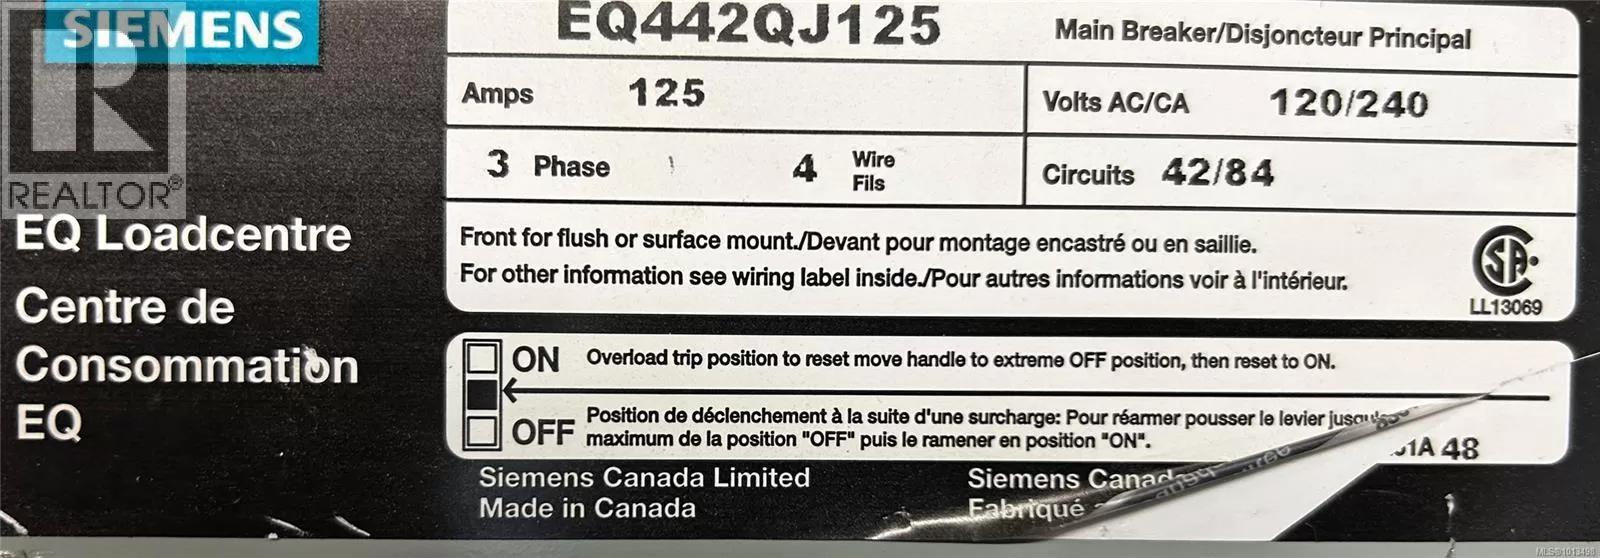 SIEMENS
EQ442QJ125
Main Breaker/Disjoncteur Principal
Amps 125
Volts AC/CA 120/240
3 Phase 4 Wire
Fils
Circuits 42/84
REALTOR®
EQ Loadcentre
Centre de
Consommation
EQ
Front for flush or surface mount./Devant pour montage encastré ou en saillie.
For other information see wiring label inside./Pour autres informations voir à l'intérieur.
LL13069
ON Overload trip position to reset move handle to extreme OFF position, then reset to ON.
OFF Position de déclenchement à la suite d'une surcharge: Pour réarmer pousser le levier
maximum de la position "OFF" puis le ramener en position "ON".
48
Siemens Canada Limited
Made in Canada
Siemens
Fabriqué
MLS®1013498